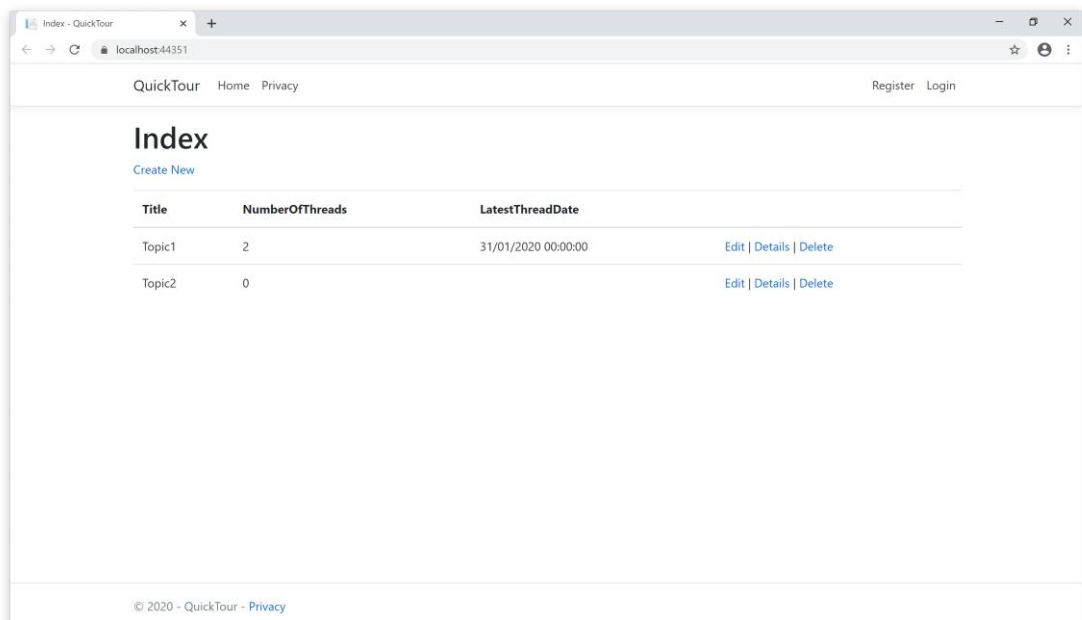 Index - QuickTour
localhost:44351
QuickTour Home Privacy Register Login
Index
Create New
Title NumberOfThreads LatestThreadDate
Topic1 2 31/01/2020 00:00:00 Edit | Details | Delete
Topic2 0 Edit | Details | Delete
© 2020 - QuickTour - Privacy